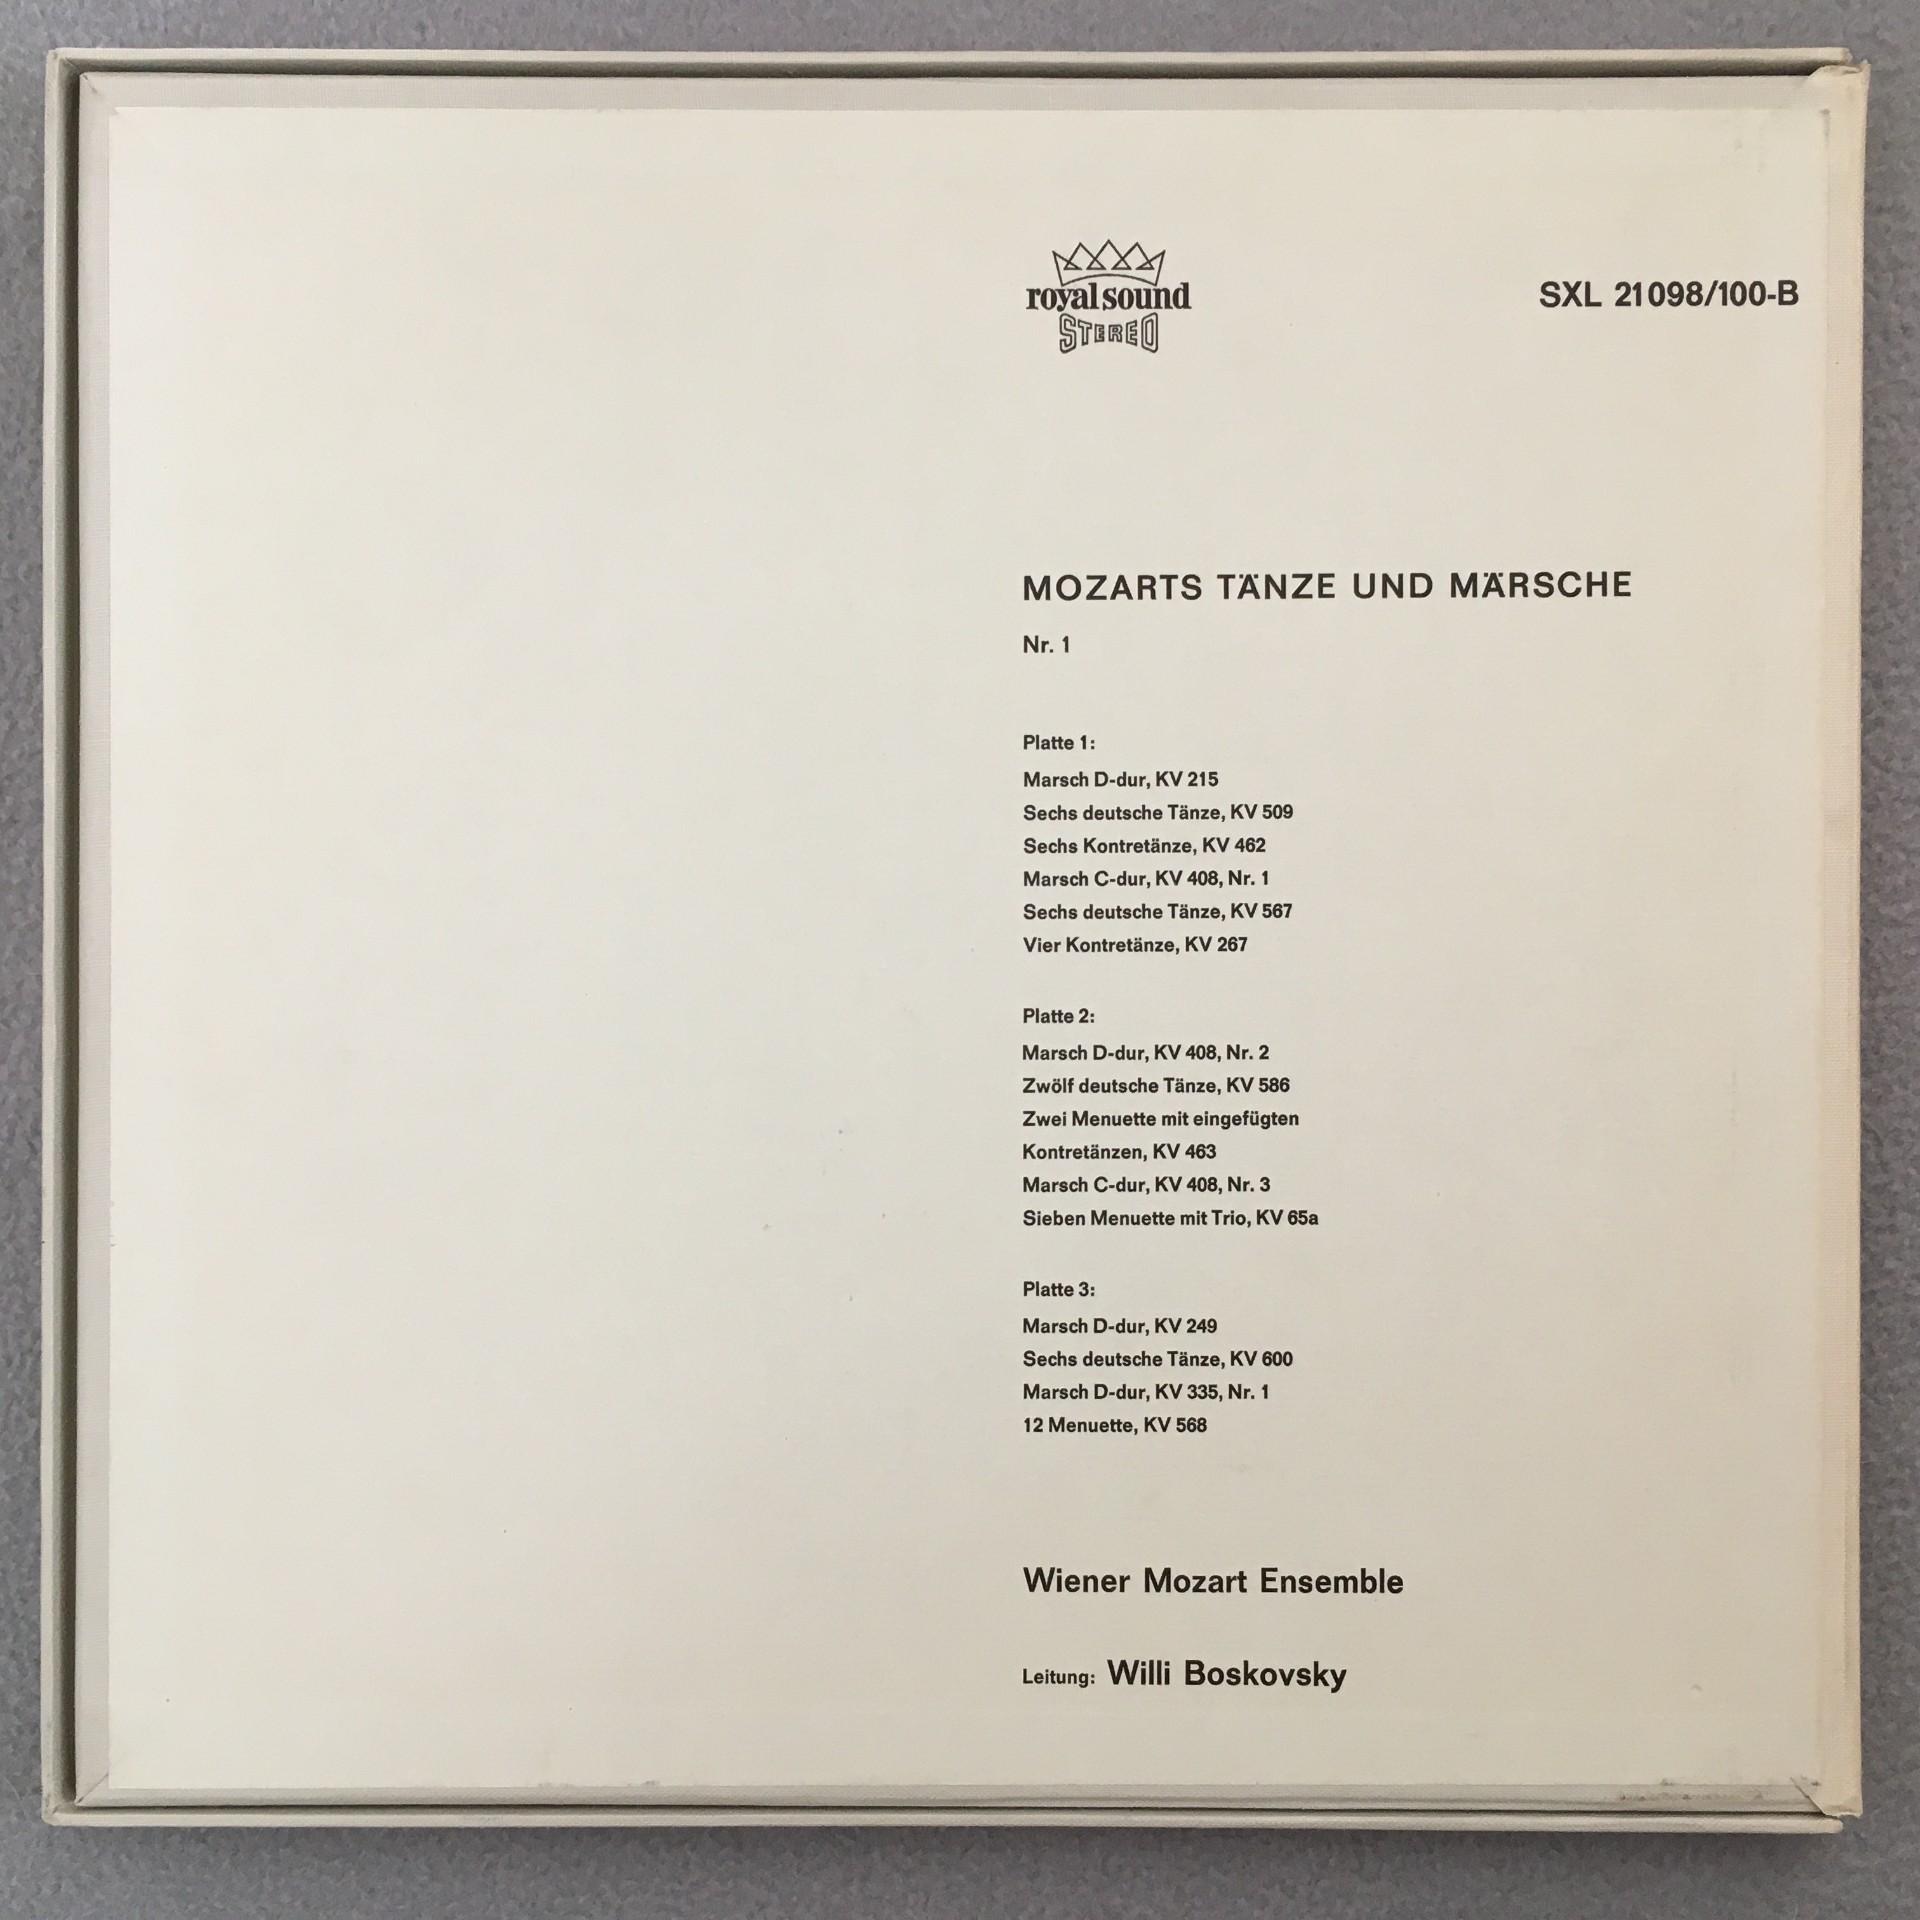 royal sound
STEREO
SXL 21098/100-B
MOZARTS TÄNZE UND MÄRSCHE
Nr. 1
Platte 1:
Marsch D-dur, KV 215
Sechs deutsche Tänze, KV 509
Sechs Kontretänze, KV 462
Marsch C-dur, KV 408, Nr. 1
Sechs deutsche Tänze, KV 567
Vier Kontretänze, KV 267
Platte 2:
Marsch D-dur, KV 408, Nr. 2
Zwölf deutsche Tänze, KV 586
Zwei Menuette mit eingefügten
Kontretänzen, KV 463
Marsch C-dur, KV 408, Nr. 3
Sieben Menuette mit Trio, KV 65a
Platte 3:
Marsch D-dur, KV 249
Sechs deutsche Tänze, KV 600
Marsch D-dur, KV 335, Nr. 1
12 Menuette, KV 568
Wiener Mozart Ensemble
Leitung: Willi Boskovsky